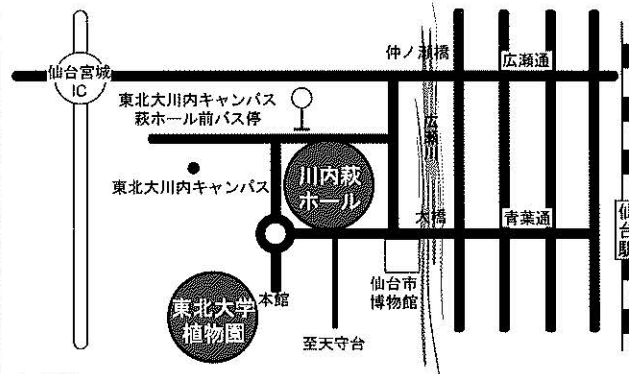 仲ノ瀬橋
広瀬通
仙台宮城
IC
東北大川内キャンパス
萩ホール前バス停
広瀬川
東北大川内キャンパス
川内萩
ホール
大橋
青葉通
仙台駅
仙台市
博物館
本館
東北大学
植物園
至天守台